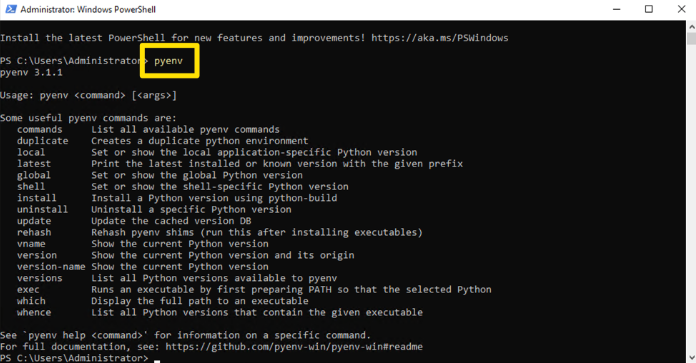 Administrator: Windows PowerShell
Install the latest PowerShell for new features and improvements! https://aka.ms/PSWindows
PS C:\Users\Administrator> pyenv
pyenv 3.1.1
Usage: pyenv <command> [<args>]
Some useful pyenv commands are:
commands List all available pyenv commands
duplicate Creates a duplicate python environment
local Set or show the local application-specific Python version
latest Print the latest installed or known version with the given prefix
global Set or show the global Python version
shell Set or show the shell-specific Python version
install Install a Python version using python-build
uninstall Uninstall a specific Python version
update Update the cached version DB
rehash Rehash pyenv shims (run this after installing executables)
vname Show the current Python version
version Show the current Python version and its origin
version-name Show the current Python version
versions List all Python versions available to pyenv
exec Runs an executable by first preparing PATH so that the selected Python
which Display the full path to an executable
whence List all Python versions that contain the given executable
See `pyenv help <command>' for information on a specific command.
For full documentation, see: https://github.com/pyenv-win/pyenv-win#readme
PS C:\Users\Administrator>